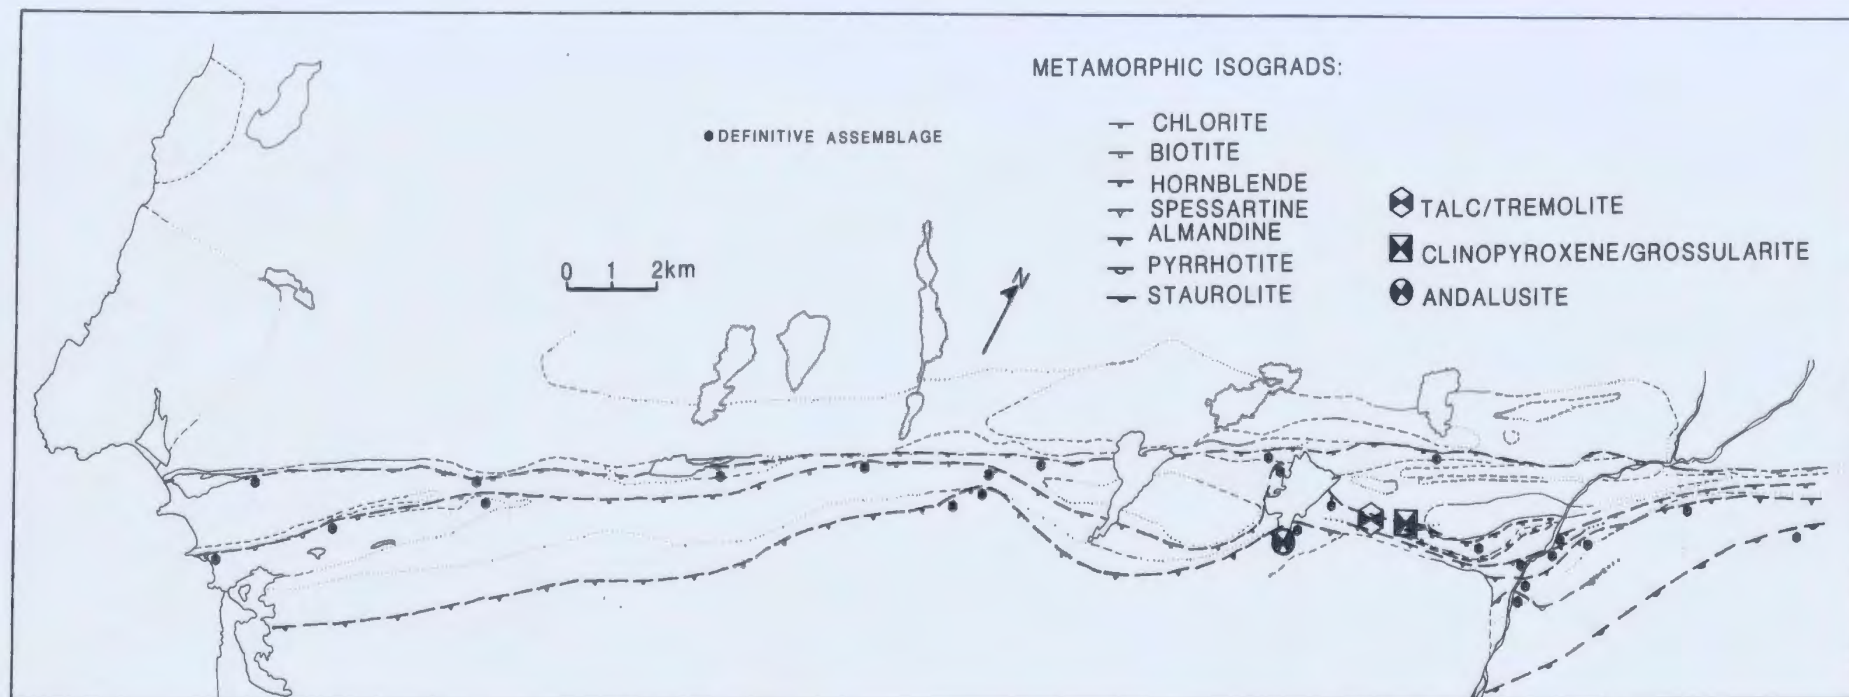 METAMORPHIC ISOGRADS:
CHLORITE
BIOTITE
HORNBLENDE
SPESSARTINE
ALMANDINE
PYRRHOTITE
STAUROLITE
TALC/TREMOLITE
CLINOPYROXENE/GROSSULARITE
ANDALUSITE
DEFINITIVE ASSEMBLAGE
0 1 2km
N